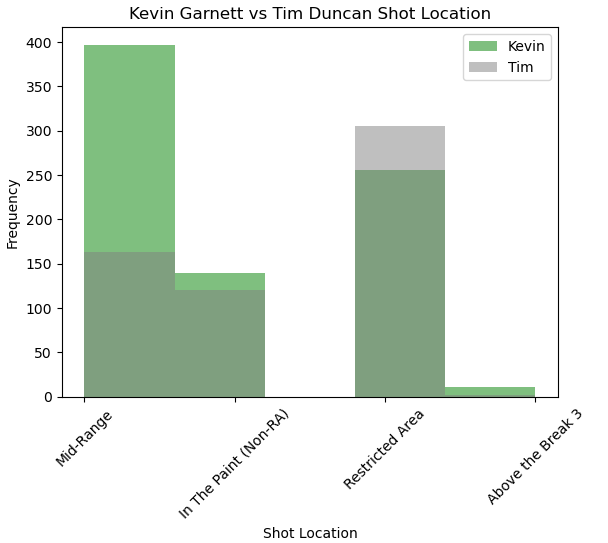 Kevin Garnett vs Tim Duncan Shot Location
Kevin
Tim
Frequency
400
350
300
250
200
150
100
50
0
Mid-Range
In The Paint (Non-RA)
Restricted Area
Above the Break 3
Shot Location